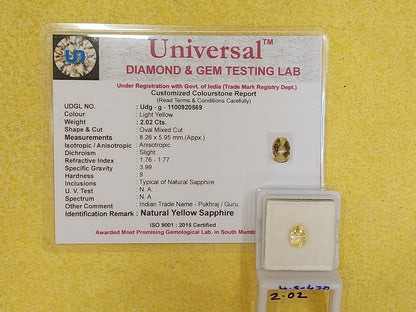 UD
Universal™
DIAMOND & GEM TESTING LAB
Under Registration with Govt. of India (Trade Mark Registry Dept.)
Customized Colourstone Report
(Read Terms & Conditions Carefully)
UDGL NO. : Udg - g - 1100920569
Colour : Light Yellow
Weight : 2.02 Cts.
Shape & Cut : Oval Mixed Cut
Measurements : 8.26 x 5.95 mm.(Appx.)
Isotropic / Anisotropic : Anisotropic
Dichroism : Slight
Refractive Index : 1.76 - 1.77
Specific Gravity : 3.99
Hardness : 9
Inclusions : Typical of Natural Sapphire
U. V. Test : N.A
Spectrum : N.A.
Other : Indian Trade Name - Pukhraj / Guru
Identification Remark : Natural Yellow Sapphire
ISO 9001 : 2015 Certified
Awarded Most Promising Gemological Lab. in South Mumb
2.02